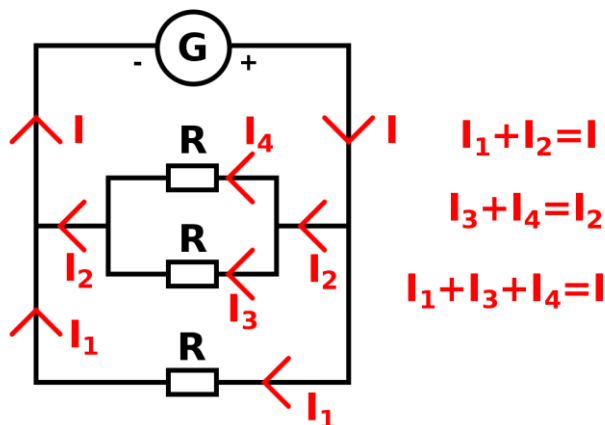 G
- +
I I
R I₄
I₁+I₂=I
R
I₃+I₄=I₂
I₂ I₂
I₃
I₁+I₃+I₄=I
I₁
R
I₁